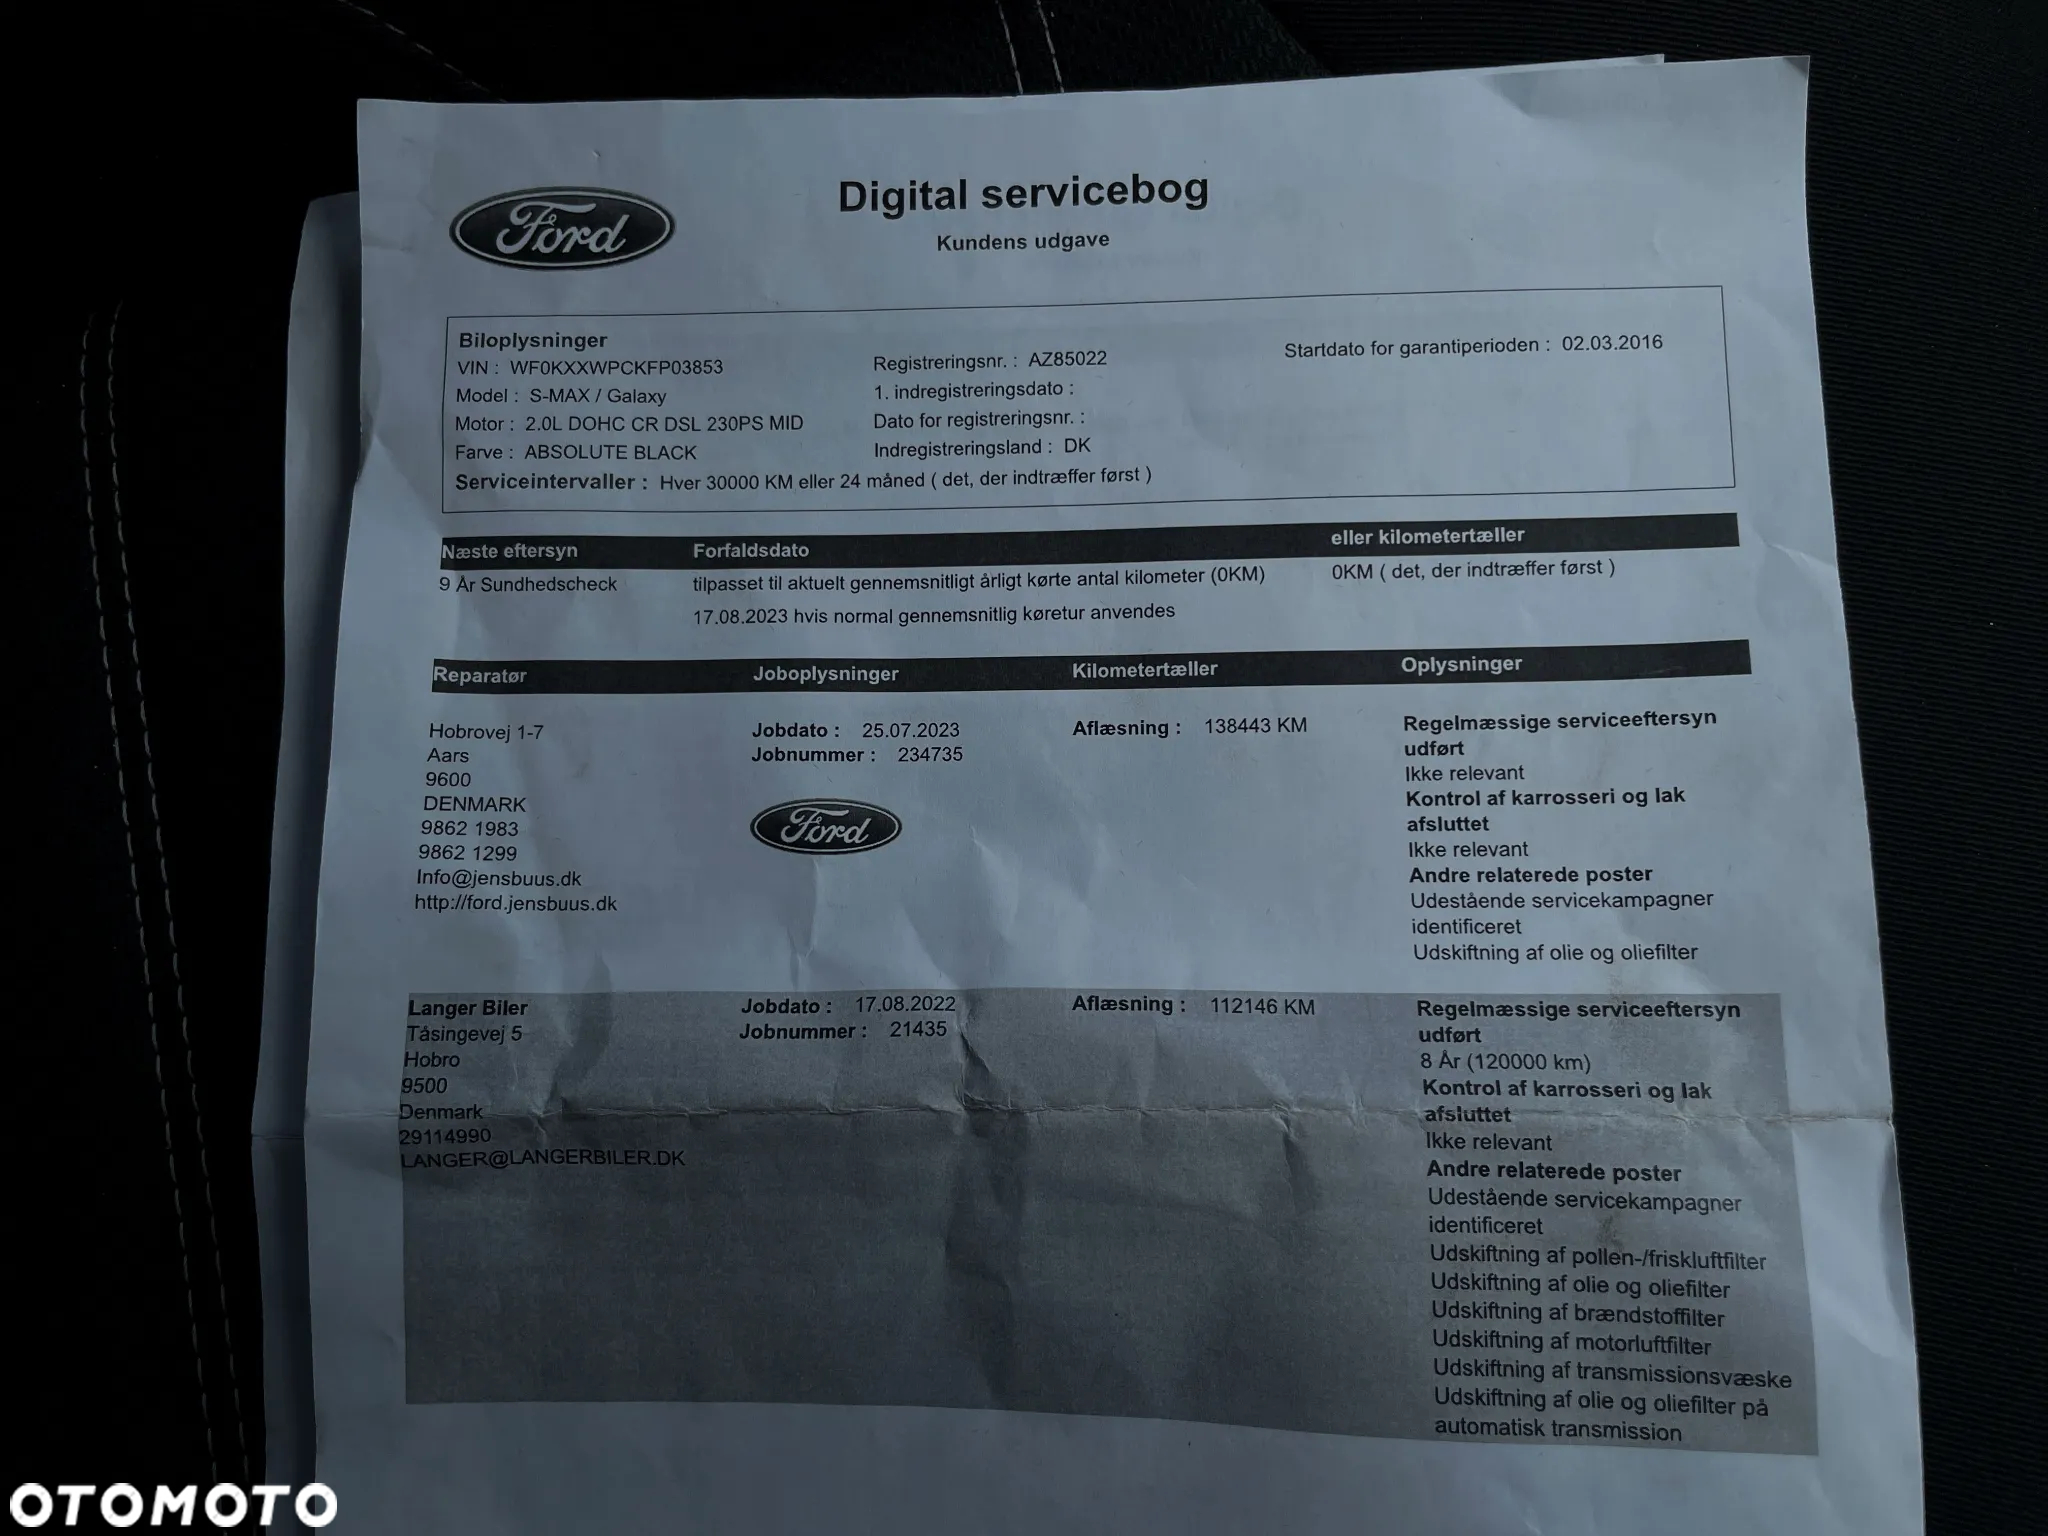 Digital servicebog
Ford
Kundens udgave
Biloplysninger
VIN : WF0KXXWPCKFP03853
Model : S-MAX / Galaxy
Motor : 2.0L DOHC CR DSL 230PS MID
Farve : ABSOLUTE BLACK
Registreringsnr. : AZ85022
1. indregistreringsdato :
Dato for registreringsnr. :
Indregistreringsland : DK
Startdato for garantiperioden : 02.03.2016
Serviceintervaller : Hver 30000 KM eller 24 måned ( det, der indtræffer først )
Næste eftersyn Forfaldsdato eller kilometertæller
9 År Sundhedscheck tilpasset til aktuelt gennemsnitligt årligt kørte antal kilometer (0KM) 0KM ( det, der indtræffer først )
17.08.2023 hvis normal gennemsnitlig køretur anvendes
Reparatør Joboplysninger Kilometertæller Oplysninger
Hobrovej 1-7
Aars
9600
DENMARK
9862 1983
9862 1299
Info@jensbuus.dk
http://ford.jensbuus.dk
Jobdato : 25.07.2023
Jobnummer : 234735
Ford
Aflæsning : 138443 KM
Regelmæssige serviceeftersyn
udført
Ikke relevant
Kontrol af karrosseri og lak
afsluttet
Ikke relevant
Andre relaterede poster
Udestående servicekampagner
identificeret
Udskiftning af olie og oliefilter
Langer Biler
Tåsingevej 5
Hobro
9500
Denmark
29114990
LANGER@LANGERBILER.DK
Jobdato : 17.08.2022
Jobnummer : 21435
Aflæsning : 112146 KM
Regelmæssige serviceeftersyn
udført
8 År (120000 km)
Kontrol af karrosseri og lak
afsluttet
Ikke relevant
Andre relaterede poster
Udestående servicekampagner
identificeret
Udskiftning af pollen-/friskluftfilter
Udskiftning af olie og oliefilter
Udskiftning af brændstoffilter
Udskiftning af motorluftfilter
Udskiftning af transmissionsvæske
Udskiftning af olie og oliefilter på
automatisk transmission
OTOMOTO